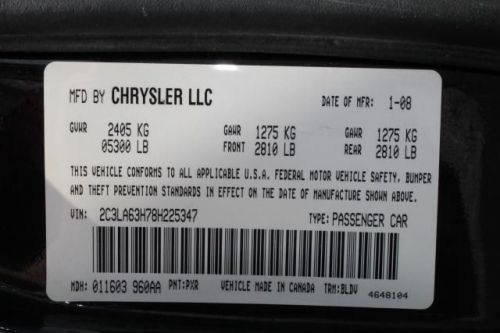 MFD BY CHRYSLER LLC DATE OF MFR: 1-08
GVWR 2405 KG GAWR 1275 KG GAWR 1275 KG
05300 LB FRONT 2810 LB REAR 2810 LB
THIS VEHICLE CONFORMS TO ALL APPLICABLE U.S.A. FEDERAL MOTOR VEHICLE SAFETY, BUMPER
AND THEFT PREVENTION STANDARDS IN EFFECT ON THE DATE OF MANUFACTURE SHOWN ABOVE.
VIN: 2C3LA63H78H225347 TYPE: PASSENGER CAR
MDH: 011603 960AA PNT: PXR VEHICLE MADE IN CANADA TRM: BLDV
4648104